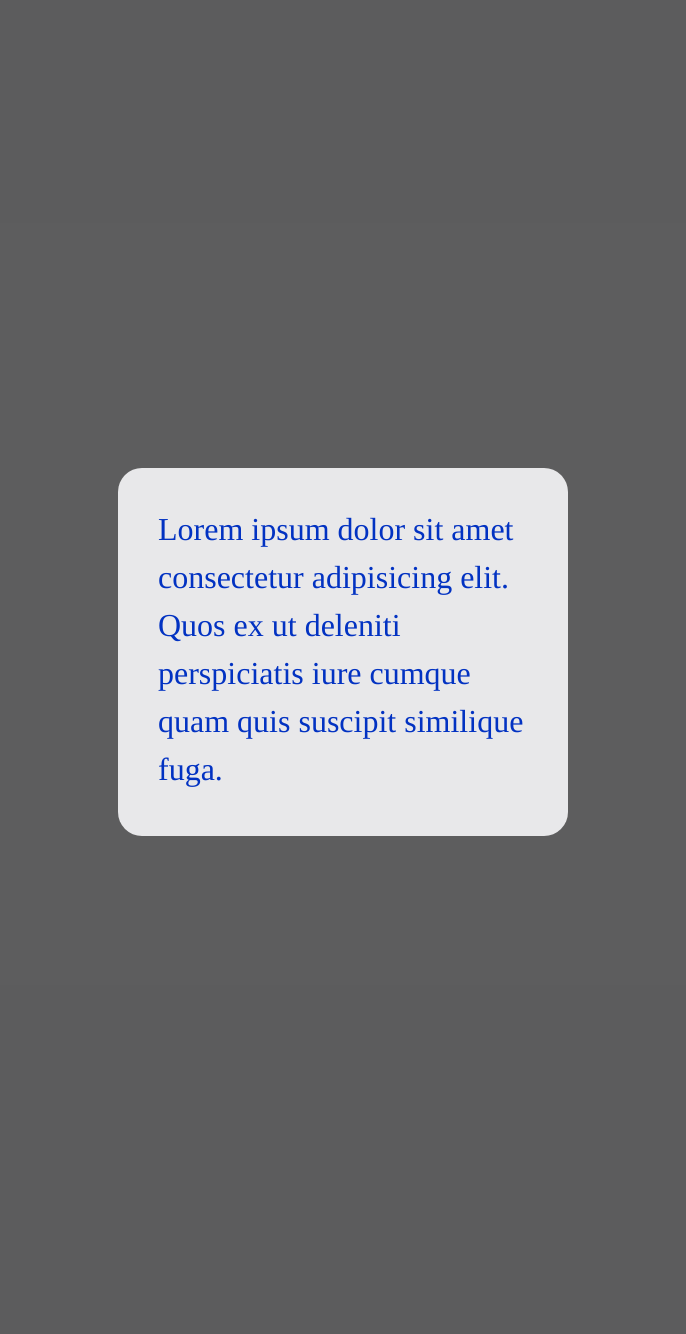 Lorem ipsum dolor sit amet
consectetur adipisicing elit.
Quos ex ut deleniti
perspiciatis iure cumque
quam quis suscipit similique
fuga.